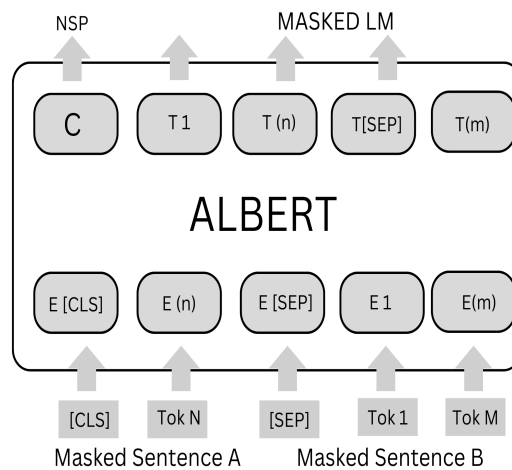 NSP MASKED LM
C T 1 T (n) T[SEP] T(m)
ALBERT
E [CLS] E (n) E [SEP] E 1 E(m)
[CLS] Tok N [SEP] Tok 1 Tok M
Masked Sentence A Masked Sentence B